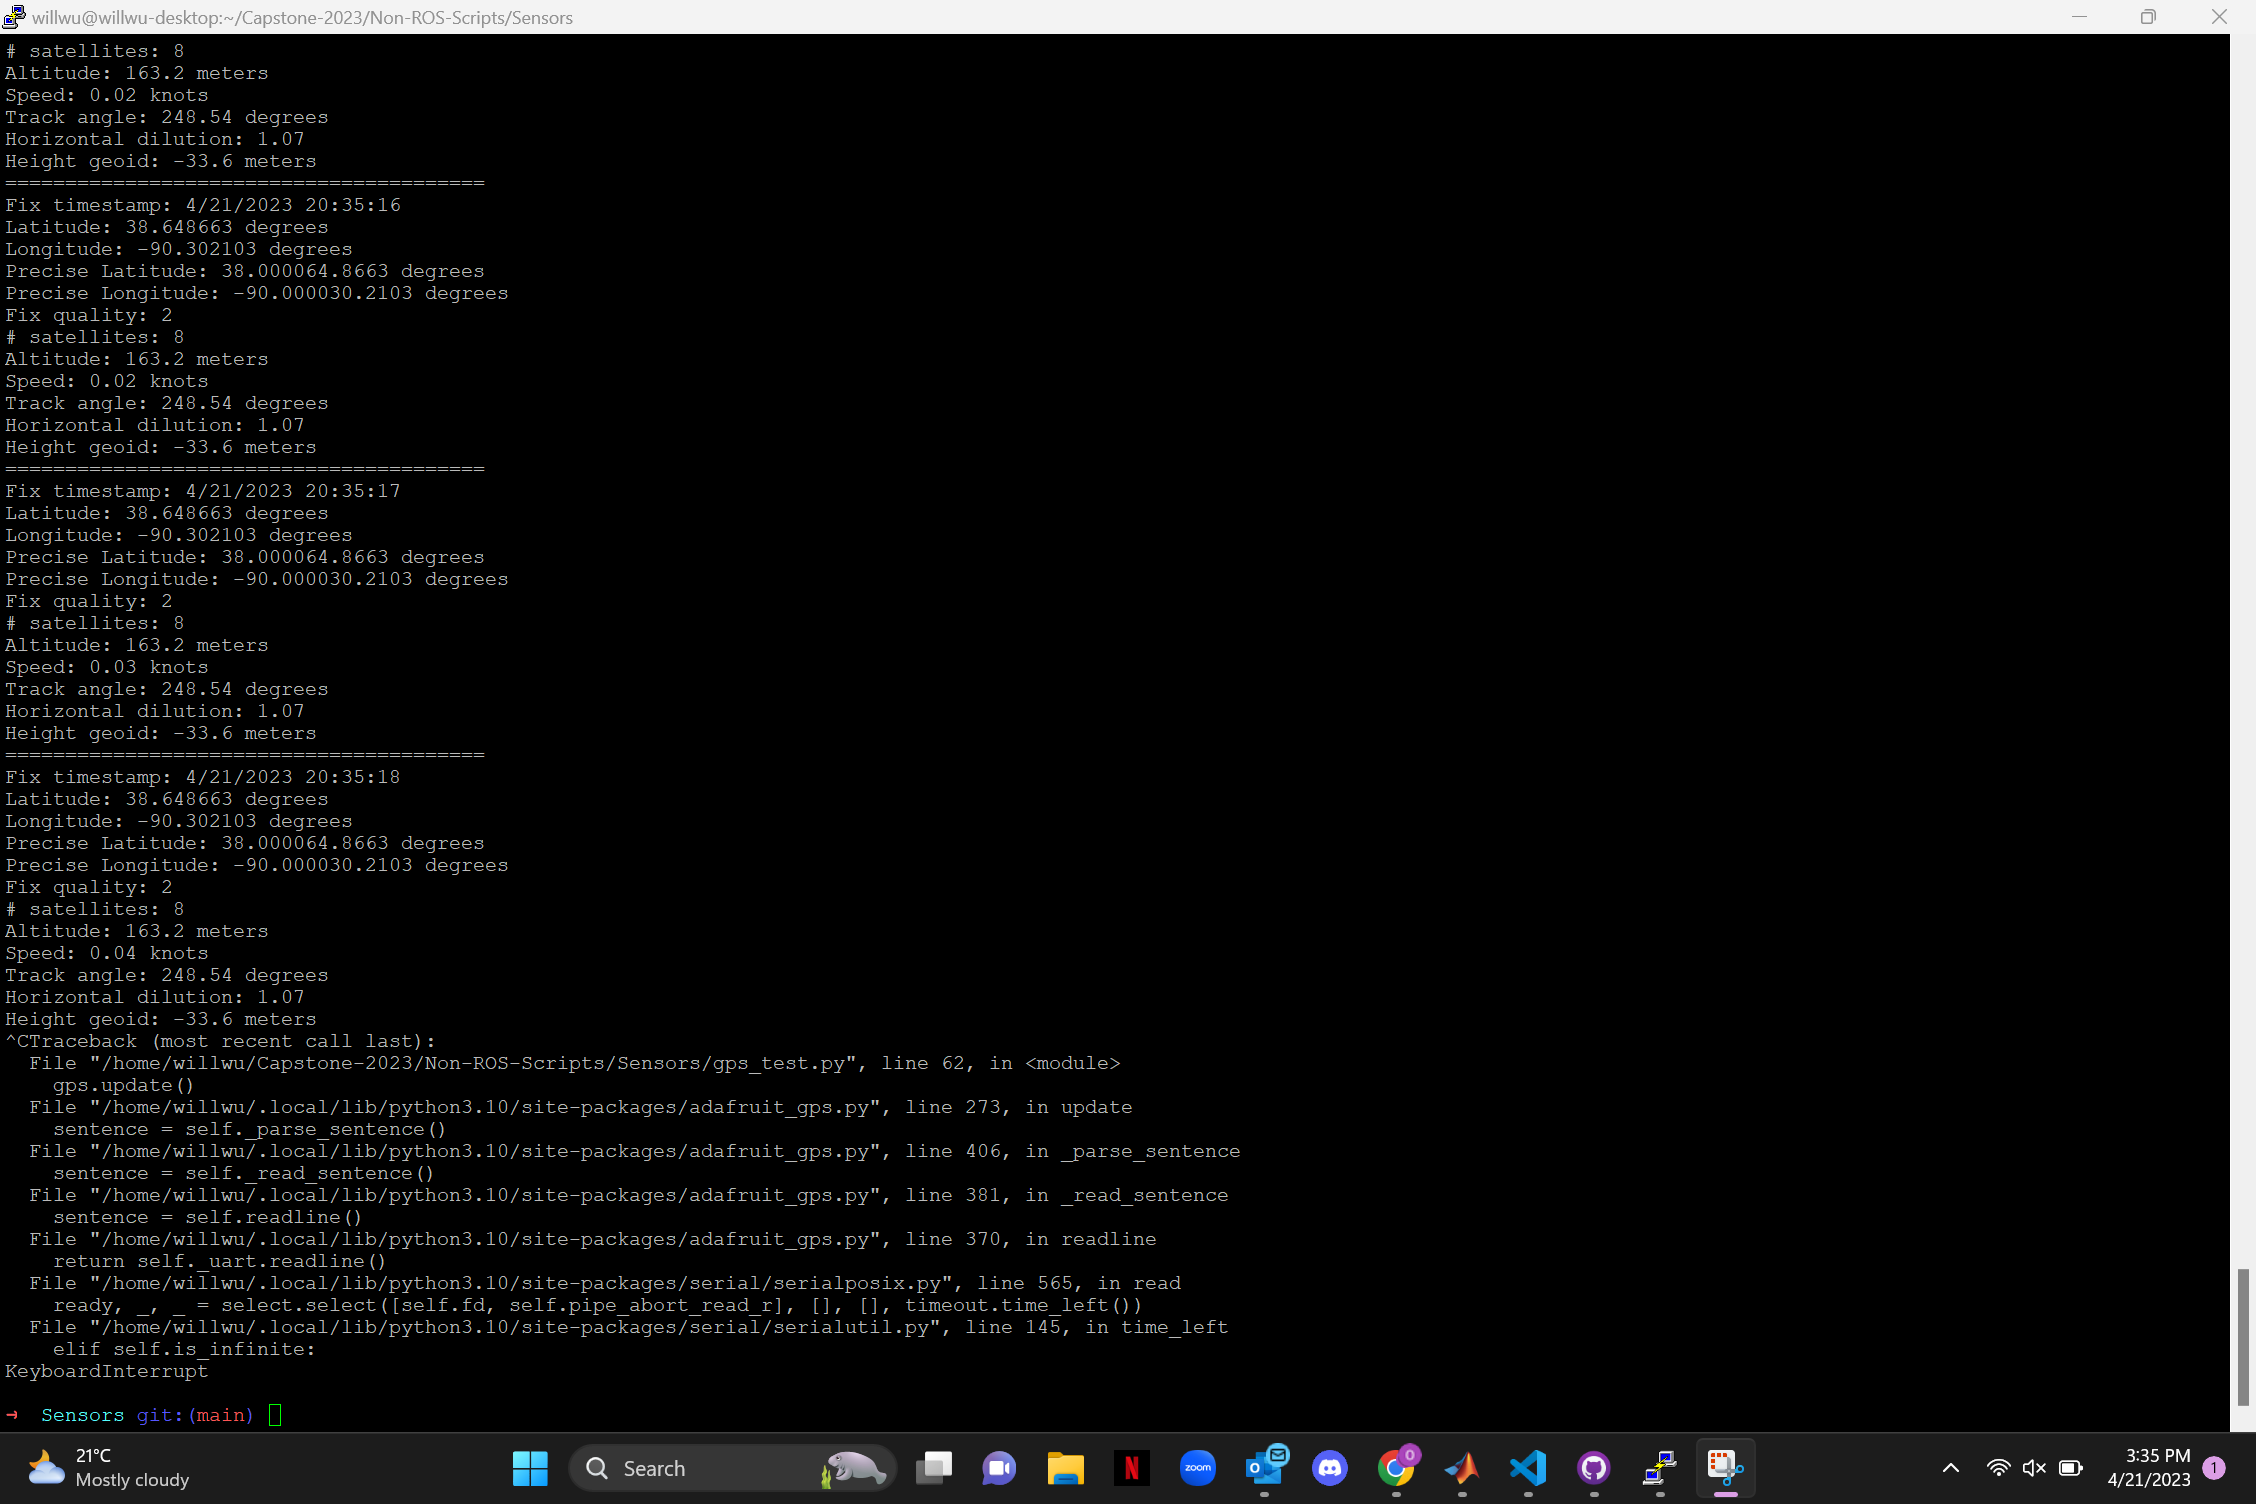 willwu@willwu-desktop:~/Capstone-2023/Non-ROS-Scripts/Sensors
# satellites: 8
Altitude: 163.2 meters
Speed: 0.02 knots
Track angle: 248.54 degrees
Horizontal dilution: 1.07
Height geoid: -33.6 meters
========================================
Fix timestamp: 4/21/2023 20:35:16
Latitude: 38.648663 degrees
Longitude: -90.302103 degrees
Precise Latitude: 38.000064.8663 degrees
Precise Longitude: -90.000030.2103 degrees
Fix quality: 2
# satellites: 8
Altitude: 163.2 meters
Speed: 0.02 knots
Track angle: 248.54 degrees
Horizontal dilution: 1.07
Height geoid: -33.6 meters
========================================
Fix timestamp: 4/21/2023 20:35:17
Latitude: 38.648663 degrees
Longitude: -90.302103 degrees
Precise Latitude: 38.000064.8663 degrees
Precise Longitude: -90.000030.2103 degrees
Fix quality: 2
# satellites: 8
Altitude: 163.2 meters
Speed: 0.03 knots
Track angle: 248.54 degrees
Horizontal dilution: 1.07
Height geoid: -33.6 meters
========================================
Fix timestamp: 4/21/2023 20:35:18
Latitude: 38.648663 degrees
Longitude: -90.302103 degrees
Precise Latitude: 38.000064.8663 degrees
Precise Longitude: -90.000030.2103 degrees
Fix quality: 2
# satellites: 8
Altitude: 163.2 meters
Speed: 0.04 knots
Track angle: 248.54 degrees
Horizontal dilution: 1.07
Height geoid: -33.6 meters
^CTraceback (most recent call last):
  File "/home/willwu/Capstone-2023/Non-ROS-Scripts/Sensors/gps_test.py", line 62, in <module>
    gps.update()
  File "/home/willwu/.local/lib/python3.10/site-packages/adafruit_gps.py", line 273, in update
    sentence = self._parse_sentence()
  File "/home/willwu/.local/lib/python3.10/site-packages/adafruit_gps.py", line 406, in _parse_sentence
    sentence = self._read_sentence()
  File "/home/willwu/.local/lib/python3.10/site-packages/adafruit_gps.py", line 381, in _read_sentence
    sentence = self.readline()
  File "/home/willwu/.local/lib/python3.10/site-packages/adafruit_gps.py", line 370, in readline
    return self._uart.readline()
  File "/home/willwu/.local/lib/python3.10/site-packages/serial/serialposix.py", line 565, in read
    ready, _, _ = select.select([self.fd, self.pipe_abort_read_r], [], [], timeout.time_left())
  File "/home/willwu/.local/lib/python3.10/site-packages/serial/serialutil.py", line 145, in time_left
    elif self.is_infinite:
KeyboardInterrupt
→ Sensors git:(main)
21°C
Mostly cloudy
Search
N
zoom
0
3:35 PM
4/21/2023
1